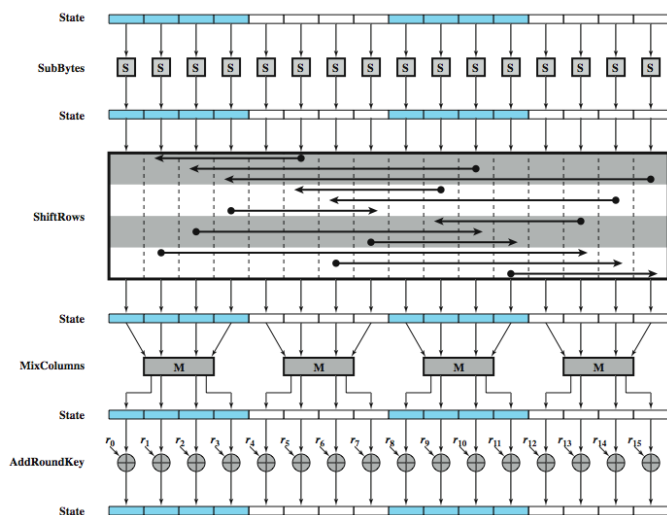 State
SubBytes S S S S S S S S S S S S S S S S
State
ShiftRows
State
MixColumns M M M M
State
r0 r1 r2 r3 r4 r5 r6 r7 r8 r9 r10 r11 r12 r13 r14 r15
AddRoundKey
State